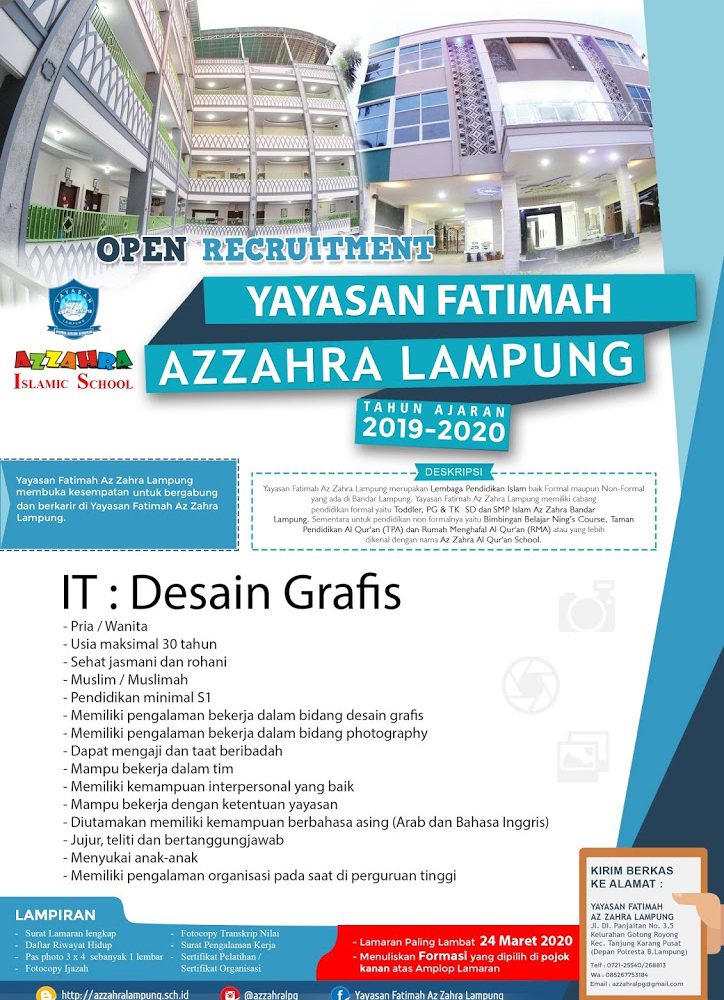 OPEN RECRUITMENT
YAYASAN FATIMAH
AZZAHRA LAMPUNG
YAYASAN
LAMPUNG
AZZAHRA
ISLAMIC SCHOOL
TAHUN AJARAN
2019-2020
Yayasan Fatimah Az Zahra Lampung
membuka kesempatan untuk bergabung
dan berkarir di Yayasan Fatimah Az Zahra
Lampung.
DESKRIPSI
Yayasan Fatimah Az Zahra Lampung merupakan Lembaga Pendidikan Islam baik Formal maupun Non-Formal
yang ada di Bandar Lampung. Yayasan Fatimah Az Zahra Lampung memiliki cabang
pendidikan formal yaitu Toddler, PG & TK SD dan SMP Islam Az Zahra Bandar
Lampung. Sementara untuk pendidikan non formalnya yaitu Bimbingan Belajar Ning's Course, Taman
Pendidikan Al Qur'an (TPA) dan Rumah Menghafal Al Qur'an (RMA) atau yang lebih
dikenal dengan nama Az Zahra Al Qur'an School.
IT : Desain Grafis
- Pria / Wanita
- Usia maksimal 30 tahun
- Sehat jasmani dan rohani
- Muslim / Muslimah
- Pendidikan minimal S1
- Memiliki pengalaman bekerja dalam bidang desain grafis
- Memiliki pengalaman bekerja dalam bidang photography
- Dapat mengaji dan taat beribadah
- Mampu bekerja dalam tim
- Memiliki kemampuan interpersonal yang baik
- Mampu bekerja dengan ketentuan yayasan
- Diutamakan memiliki kemampuan berbahasa asing (Arab dan Bahasa Inggris)
- Jujur, teliti dan bertanggungjawab
- Menyukai anak-anak
- Memiliki pengalaman organisasi pada saat di perguruan tinggi
LAMPIRAN
- Surat Lamaran lengkap
- Daftar Riwayat Hidup
- Pas photo 3 x 4 sebanyak 1 lembar
- Fotocopy Ijazah
- Fotocopy Transkrip Nilai
- Surat Pengalaman Kerja
- Sertifikat Pelatihan /
Sertifikat Organisasi
- Lamaran Paling Lambat 24 Maret 2020
- Menuliskan Formasi yang dipilih di pojok
kanan atas Amplop Lamaran
KIRIM BERKAS
KE ALAMAT :
YAYASAN FATIMAH
AZ ZAHRA LAMPUNG
Jl. DI. Panjaitan No. 3,5
Kelurahan Gotong Royong
Kec. Tanjung Karang Pusat
(Depan Polresta B.Lampung)
Telf : 0721-25540/268813
Wa : 085267753184
Email : azzahralpg@gmail.com
http://azzahralampung.sch.id
@azzahralpg
Yayasan Fatimah Az Zahra Lampung